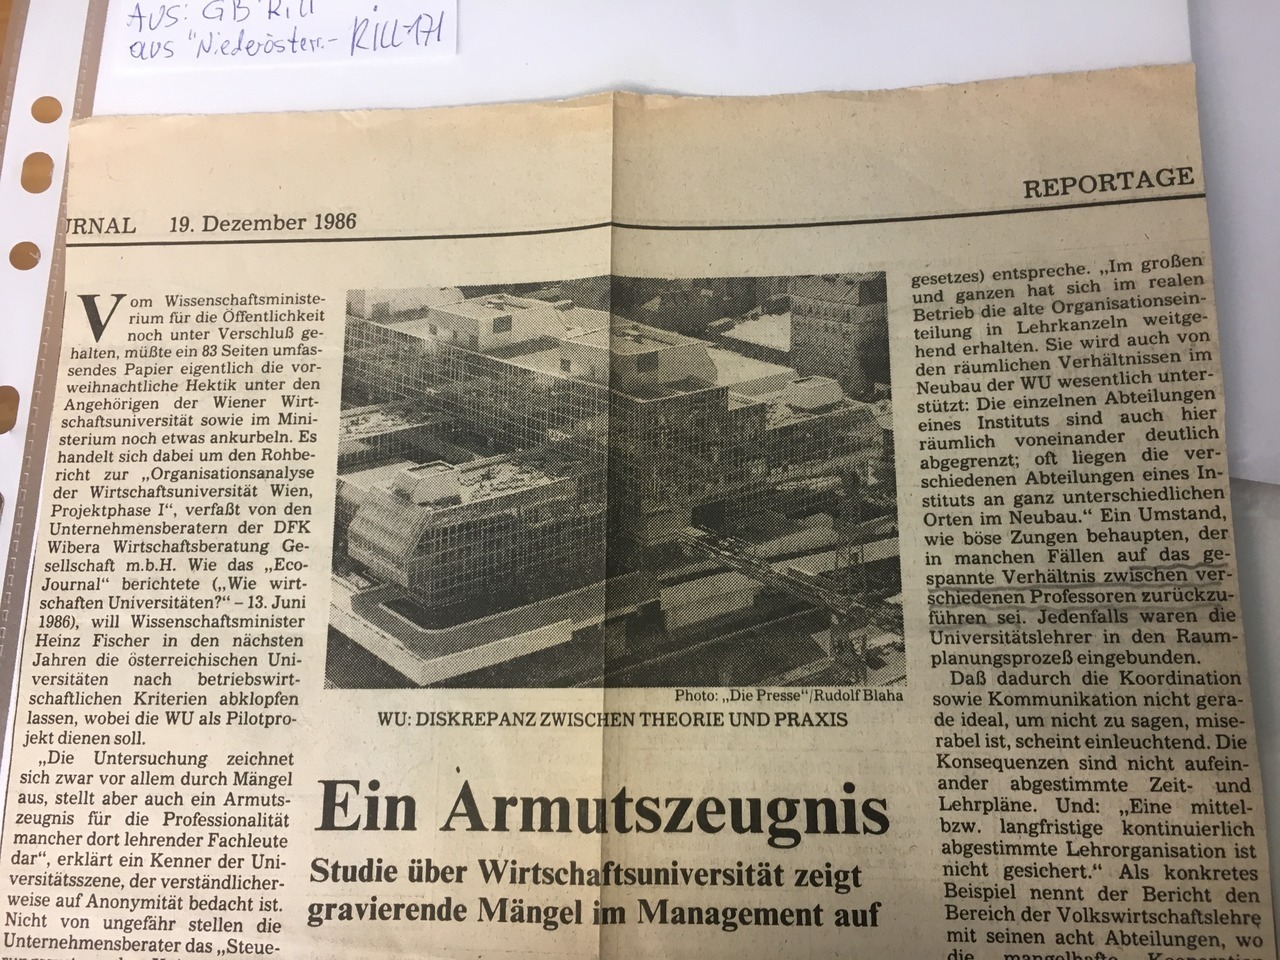 AUS: GB Rill
aus "Niederösterr.- RILL-171
URNAL 19. Dezember 1986
REPORTAGE
Vom Wissenschaftsministe-
rium für die Öffentlichkeit
noch unter Verschluß ge-
halten, müßte ein 83 Seiten umfas-
sendes Papier eigentlich die vor-
weihnachtliche Hektik unter den
Angehörigen der Wiener Wirt-
schaftsuniversität sowie im Mini-
sterium noch etwas ankurbeln. Es
handelt sich dabei um den Rohbe-
richt zur „Organisationsanalyse
der Wirtschaftsuniversität Wien,
Projektphase I“, verfaßt von den
Unternehmensberatern der DFK
Wibera Wirtschaftsberatung Ge-
sellschaft m.b.H. Wie das „Eco-
Journal“ berichtete („Wie wirt-
schaften Universitäten?“ – 13. Juni
1986), will Wissenschaftsminister
Heinz Fischer in den nächsten
Jahren die österreichischen Uni-
versitäten nach betriebswirt-
schaftlichen Kriterien abklopfen
lassen, wobei die WU als Pilotpro-
jekt dienen soll.
„Die Untersuchung zeichnet
sich zwar vor allem durch Mängel
aus, stellt aber auch ein Armuts-
zeugnis für die Professionalität
mancher dort lehrender Fachleute
dar“, erklärt ein Kenner der Uni-
versitätsszene, der verständlicher-
weise auf Anonymität bedacht ist.
Nicht von ungefähr stellen die
Unternehmensberater das „Steue-
Photo: „Die Presse“/Rudolf Blaha
WU: DISKREPANZ ZWISCHEN THEORIE UND PRAXIS
Ein Armutszeugnis
Studie über Wirtschaftsuniversität zeigt
gravierende Mängel im Management auf
gesetzes) entspreche. „Im großen
und ganzen hat sich im realen
Betrieb die alte Organisationsein-
teilung in Lehrkanzeln weitge-
hend erhalten. Sie wird auch von
den räumlichen Verhältnissen im
Neubau der WU wesentlich unter-
stützt: Die einzelnen Abteilungen
eines Instituts sind auch hier
räumlich voneinander deutlich
abgegrenzt; oft liegen die ver-
schiedenen Abteilungen eines In-
stituts an ganz unterschiedlichen
Orten im Neubau.“ Ein Umstand,
wie böse Zungen behaupten, der
in manchen Fällen auf das ge-
spannte Verhältnis zwischen ver-
schiedenen Professoren zurückzu-
führen sei. Jedenfalls waren die
Universitätslehrer in den Raum-
planungsprozeß eingebunden.
Daß dadurch die Koordination
sowie Kommunikation nicht gera-
de ideal, um nicht zu sagen, mise-
rabel ist, scheint einleuchtend. Die
Konsequenzen sind nicht aufein-
ander abgestimmte Zeit- und
Lehrpläne. Und: „Eine mittel-
bzw. langfristige kontinuierlich
abgestimmte Lehrorganisation ist
nicht gesichert.“ Als konkretes
Beispiel nennt der Bericht den
Bereich der Volkswirtschaftslehre
mit seinen acht Abteilungen, wo
die mangelhafte Kooperation